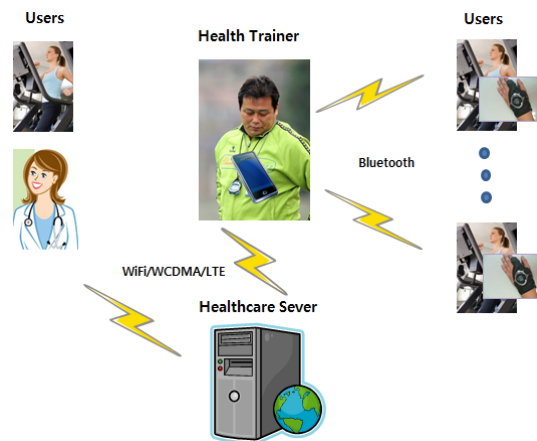 Users
Users
Health Trainer
Bluetooth
WiFi/WCDMA/LTE
Healthcare Sever